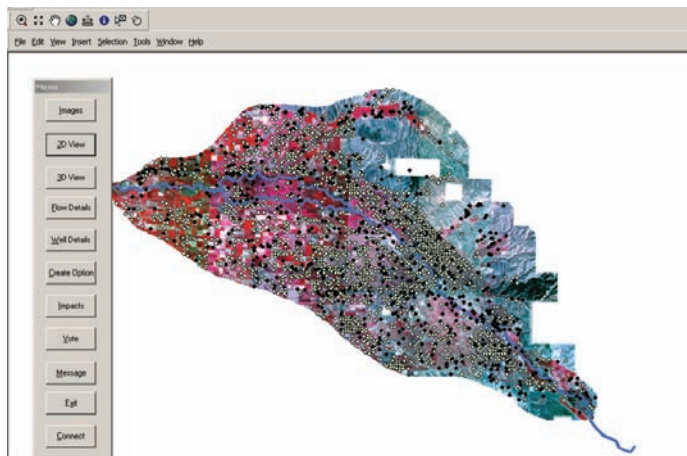 File Edit View Insert Selection Tools Window Help
Menu
Images
2D View
3D View
Flow Details
Well Details
Create Option
Impacts
Vote
Message
Exit
Connect